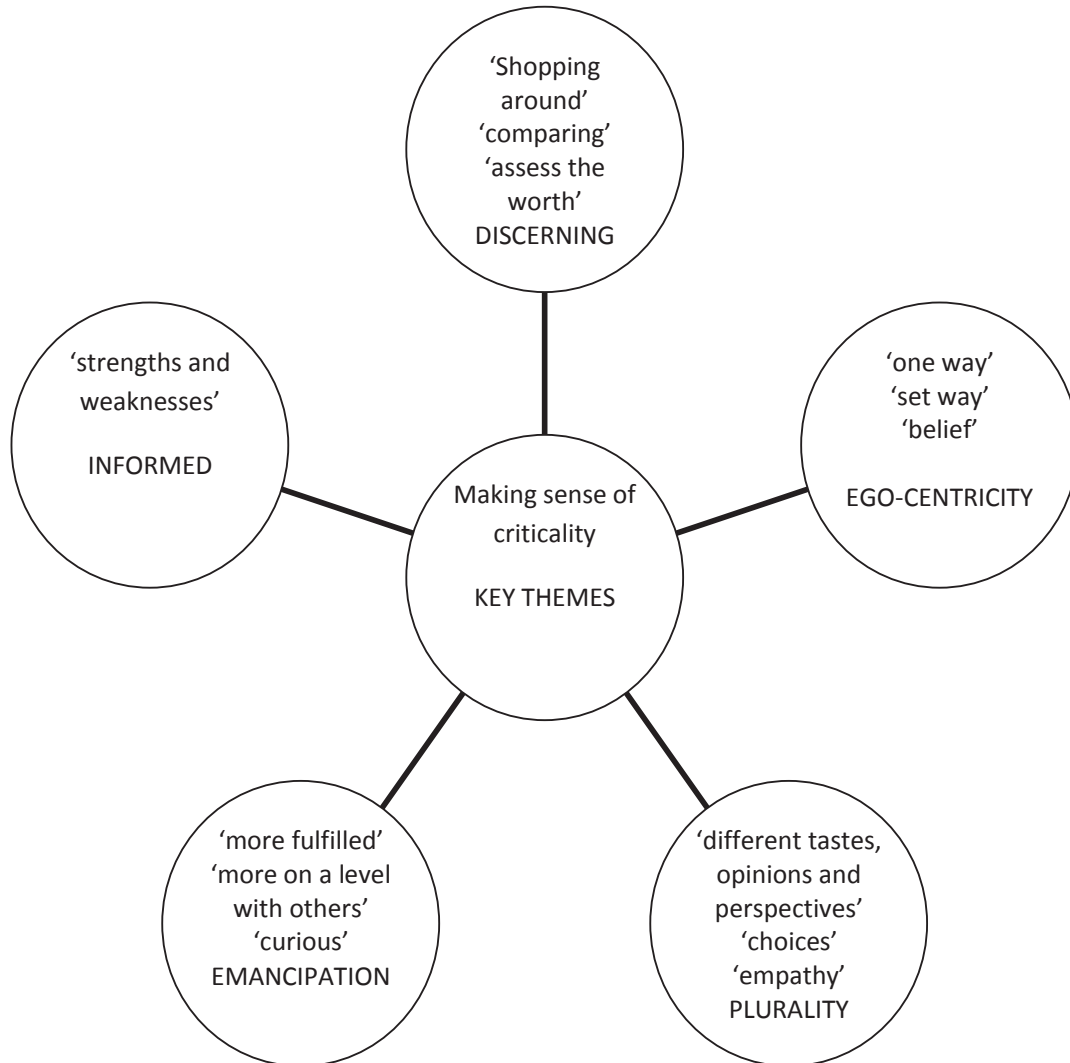 ‘Shopping
around’
‘comparing’
‘assess the
worth’
DISCERNING
‘strengths and
weaknesses’
INFORMED
‘one way’
‘set way’
‘belief’
EGO-CENTRICITY
Making sense of
criticality
KEY THEMES
‘more fulfilled’
‘more on a level
with others’
‘curious’
EMANCIPATION
‘different tastes,
opinions and
perspectives’
‘choices’
‘empathy’
PLURALITY